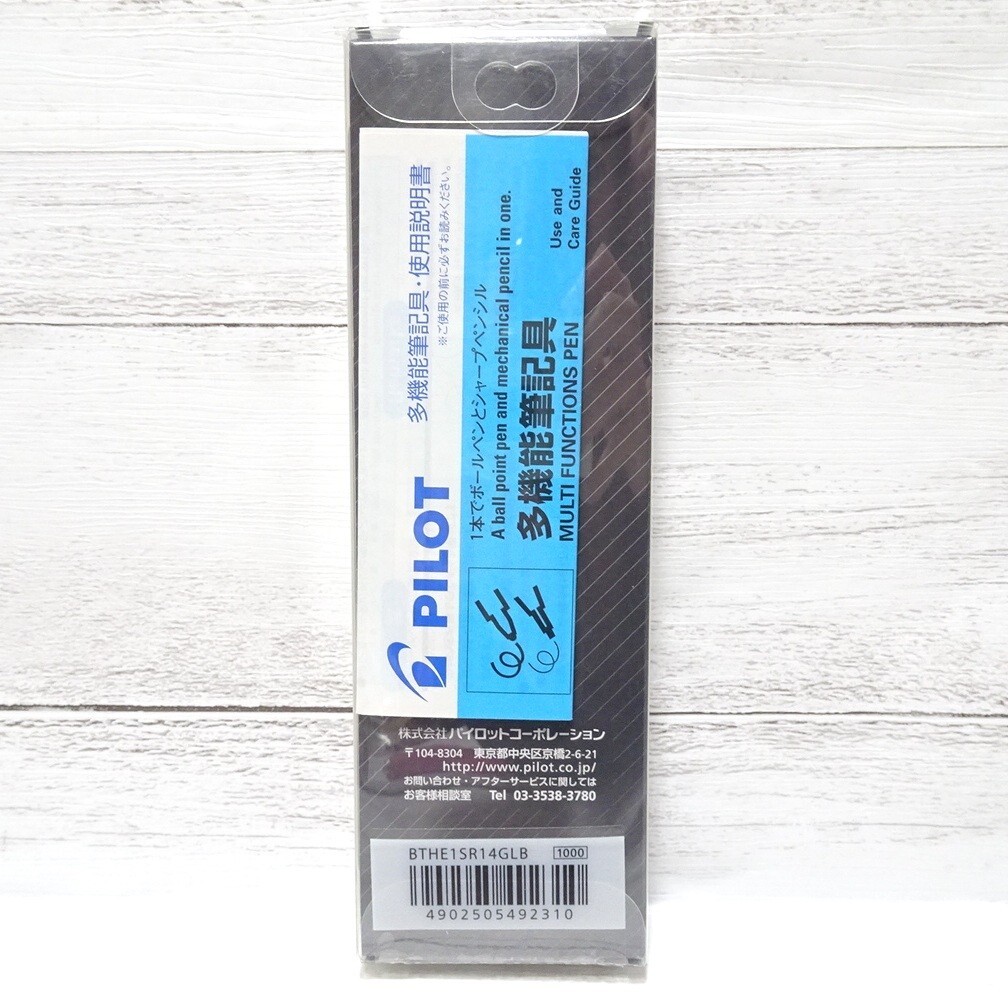 PILOT
多機能筆記具・使用説明書
※ご使用の前に必ずお読みください。
1本でボールペンとシャープペンシル
A ball point pen and mechanical pencil in one.
多機能筆記具
MULTI FUNCTIONS PEN
Use and
Care Guide
株式会社パイロットコーポレーション
〒104-8304 東京都中央区京橋2-6-21
http://www.pilot.co.jp/
お問い合わせ・アフターサービスに関しては
お客様相談室 Tel 03-3538-3780
BTHE1SR14GLB 1000
4902505492310